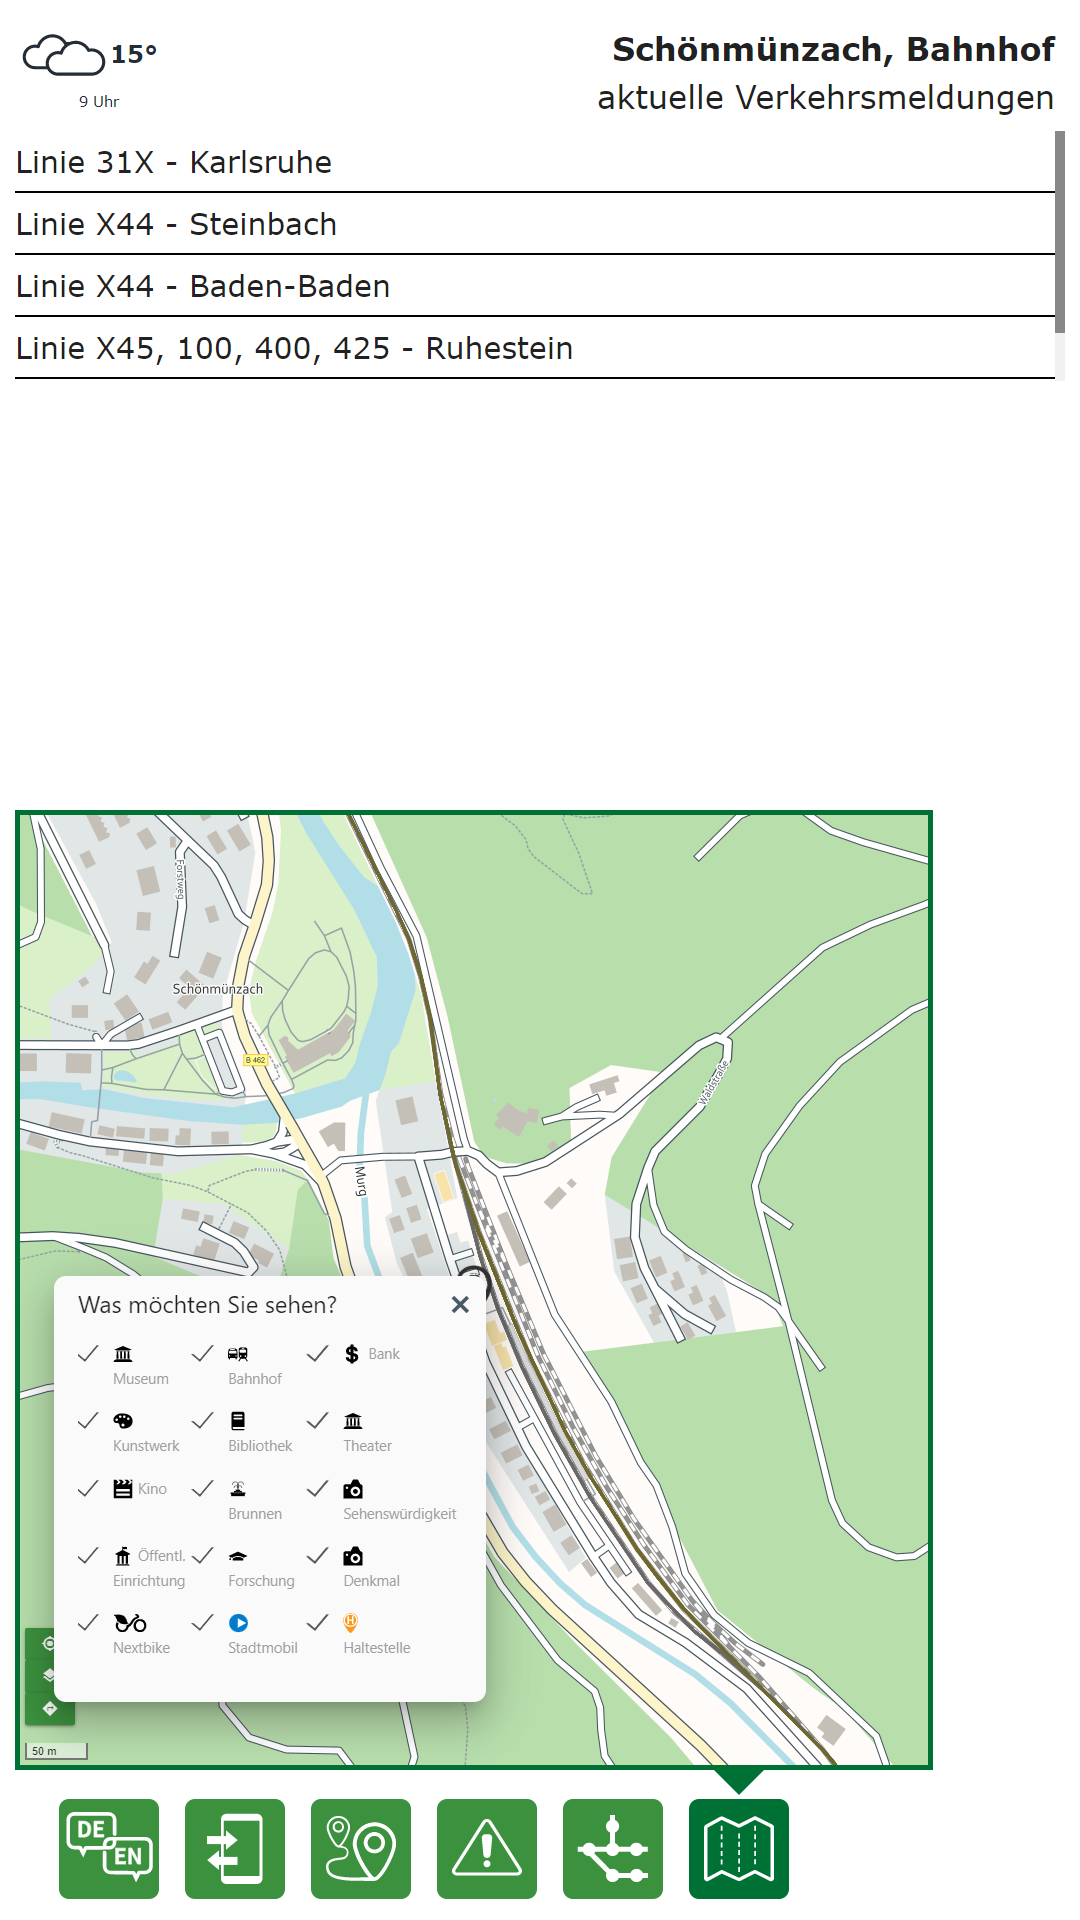 15°
9 Uhr
Schönmünzach, Bahnhof
aktuelle Verkehrsmeldungen
Linie 31X - Karlsruhe
Linie X44 - Steinbach
Linie X44 - Baden-Baden
Linie X45, 100, 400, 425 - Ruhestein
Forstweg
Schönmünzach
B 462
Waldstraße
Murg
Was möchten Sie sehen?
Museum
Bahnhof
Bank
Kunstwerk
Bibliothek
Theater
Kino
Brunnen
Sehenswürdigkeit
Öffentl.
Einrichtung
Forschung
Denkmal
Nextbike
Stadtmobil
H
Haltestelle
50 m
DE
EN